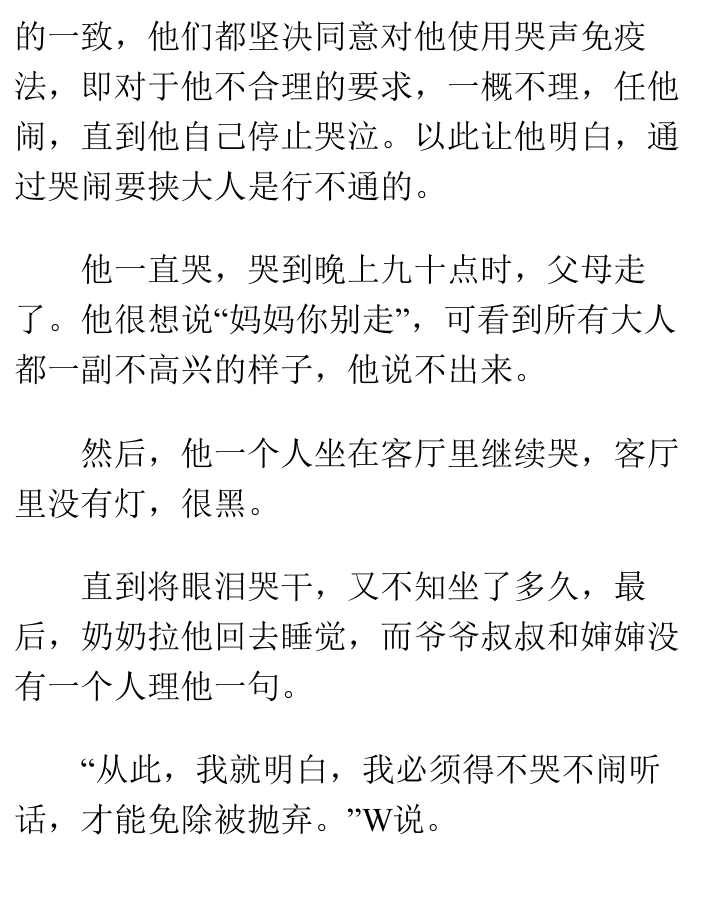 的一致，他们都坚决同意对他使用哭声免疫
法，即对于他不合理的要求，一概不理，任他
闹，直到他自己停止哭泣。以此让他明白，通
过哭闹要挟大人是行不通的。
他一直哭，哭到晚上九十点时，父母走
了。他很想说“妈妈你别走”，可看到所有大人
都一副不高兴的样子，他说不出来。
然后，他一个人坐在客厅里继续哭，客厅
里没有灯，很黑。
直到将眼泪哭干，又不知坐了多久，最
后，奶奶拉他回去睡觉，而爷爷叔叔和婶婶没
有一个人理他一句。
“从此，我就明白，我必须得不哭不闹听
话，才能免除被抛弃。”W说。